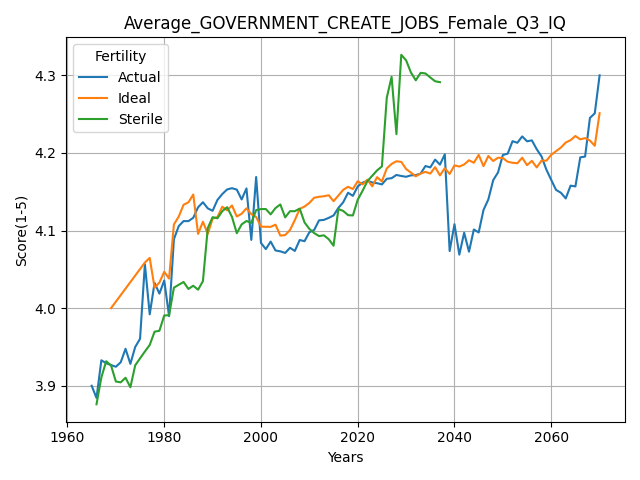 Average_GOVERNMENT_CREATE_JOBS_Female_Q3_IQ
Fertility
Actual
Ideal
Sterile
Score(1-5)
4.3
4.2
4.1
4.0
3.9
1960 1980 2000 2020 2040 2060
Years